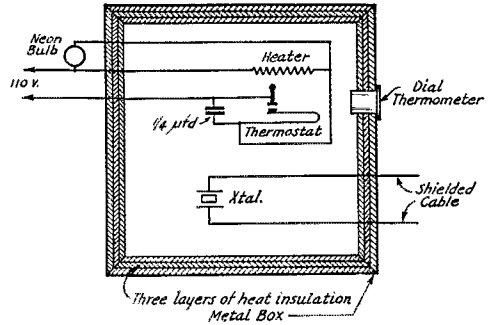 Neon
Bulb
Heater
110 v.
Dial
Thermometer
1/4 μfd
Thermostat
Xtal.
Shielded
Cable
Three layers of heat insulation
Metal Box